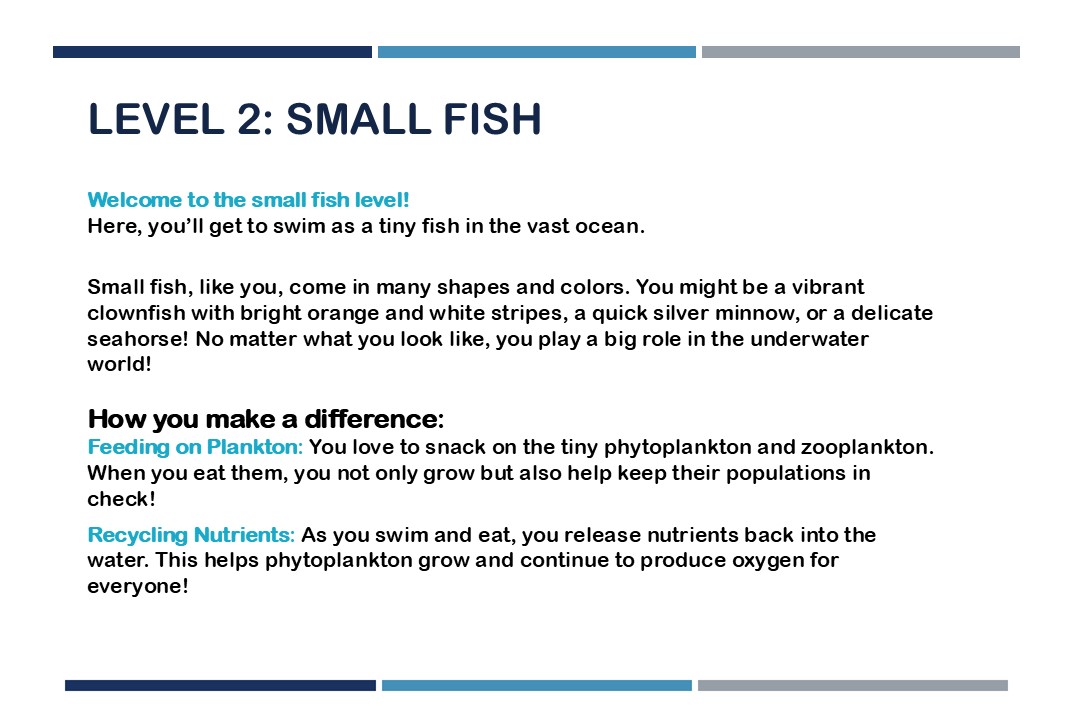 LEVEL 2: SMALL FISH
Welcome to the small fish level!
Here, you’ll get to swim as a tiny fish in the vast ocean.
Small fish, like you, come in many shapes and colors. You might be a vibrant
clownfish with bright orange and white stripes, a quick silver minnow, or a delicate
seahorse! No matter what you look like, you play a big role in the underwater
world!
How you make a difference:
Feeding on Plankton: You love to snack on the tiny phytoplankton and zooplankton.
When you eat them, you not only grow but also help keep their populations in
check!
Recycling Nutrients: As you swim and eat, you release nutrients back into the
water. This helps phytoplankton grow and continue to produce oxygen for
everyone!